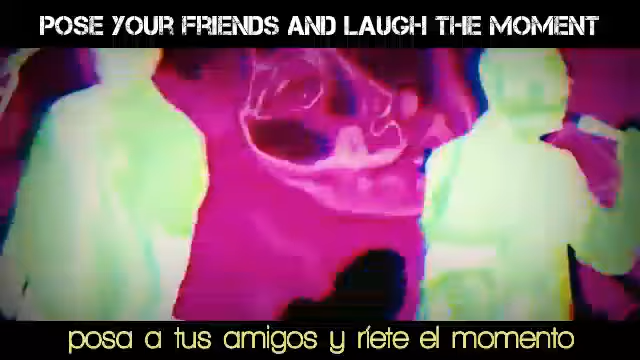 POSE YOUR FRIENDS AND LAUGH THE MOMENT
posa a tus amigos y ríete el momento